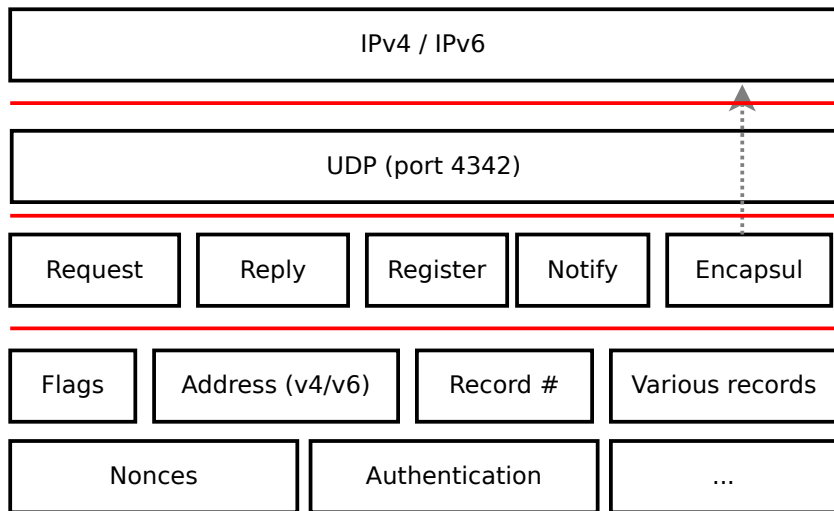 IPv4 / IPv6
UDP (port 4342)
Request Reply Register Notify Encapsul
Flags Address (v4/v6) Record # Various records
Nonces Authentication ...